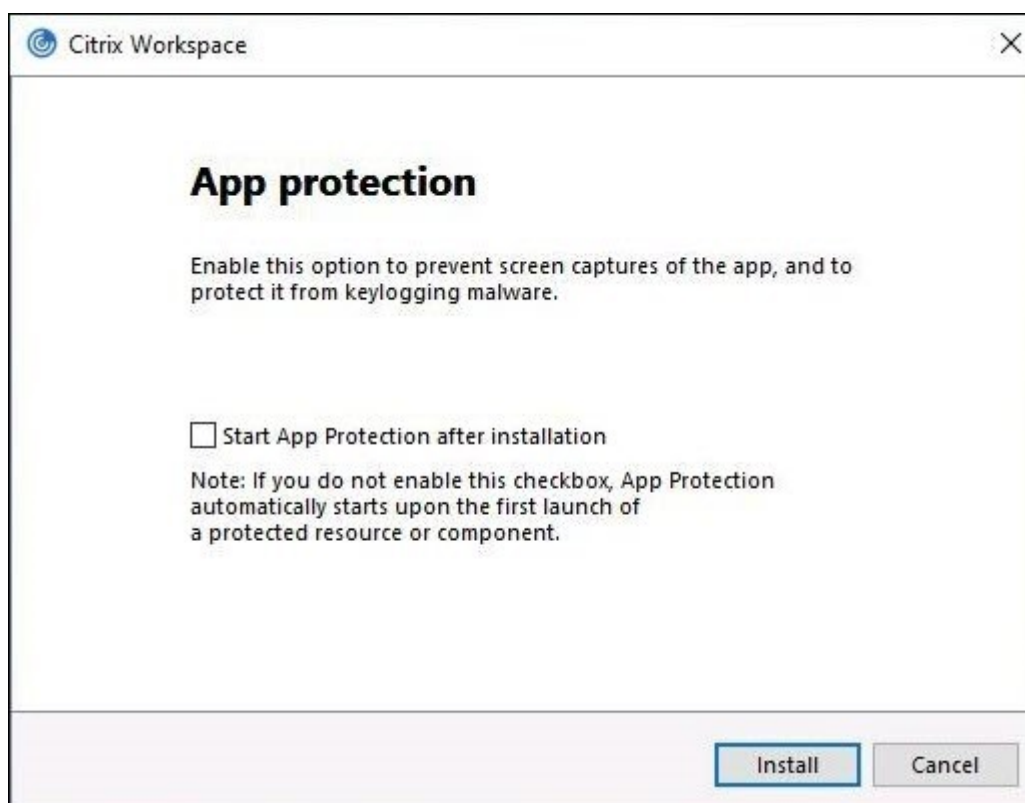 Citrix Workspace
App protection
Enable this option to prevent screen captures of the app, and to
protect it from keylogging malware.
Start App Protection after installation
Note: If you do not enable this checkbox, App Protection
automatically starts upon the first launch of
a protected resource or component.
Install Cancel